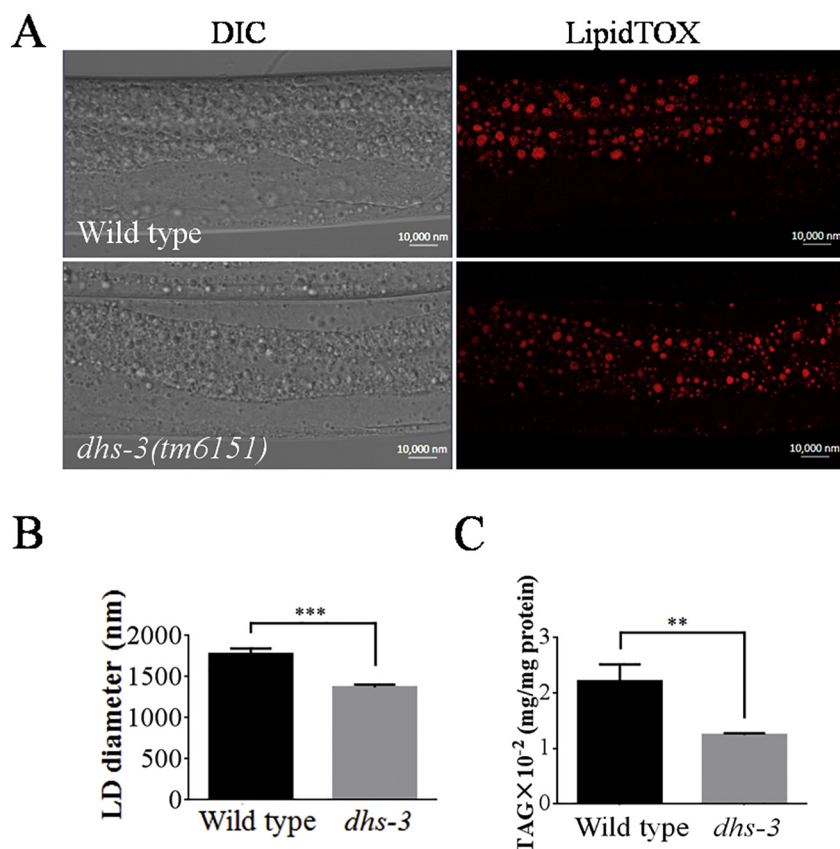 A
DIC
LipidTOX
Wild type
10,000 nm
10,000 nm
dhs-3(tm6151)
10,000 nm
10,000 nm
B
LD diameter (nm)
2000
1500
1000
500
0
***
Wild type
dhs-3
C
TAG×10⁻² (mg/mg protein)
3
2
1
0
**
Wild type
dhs-3